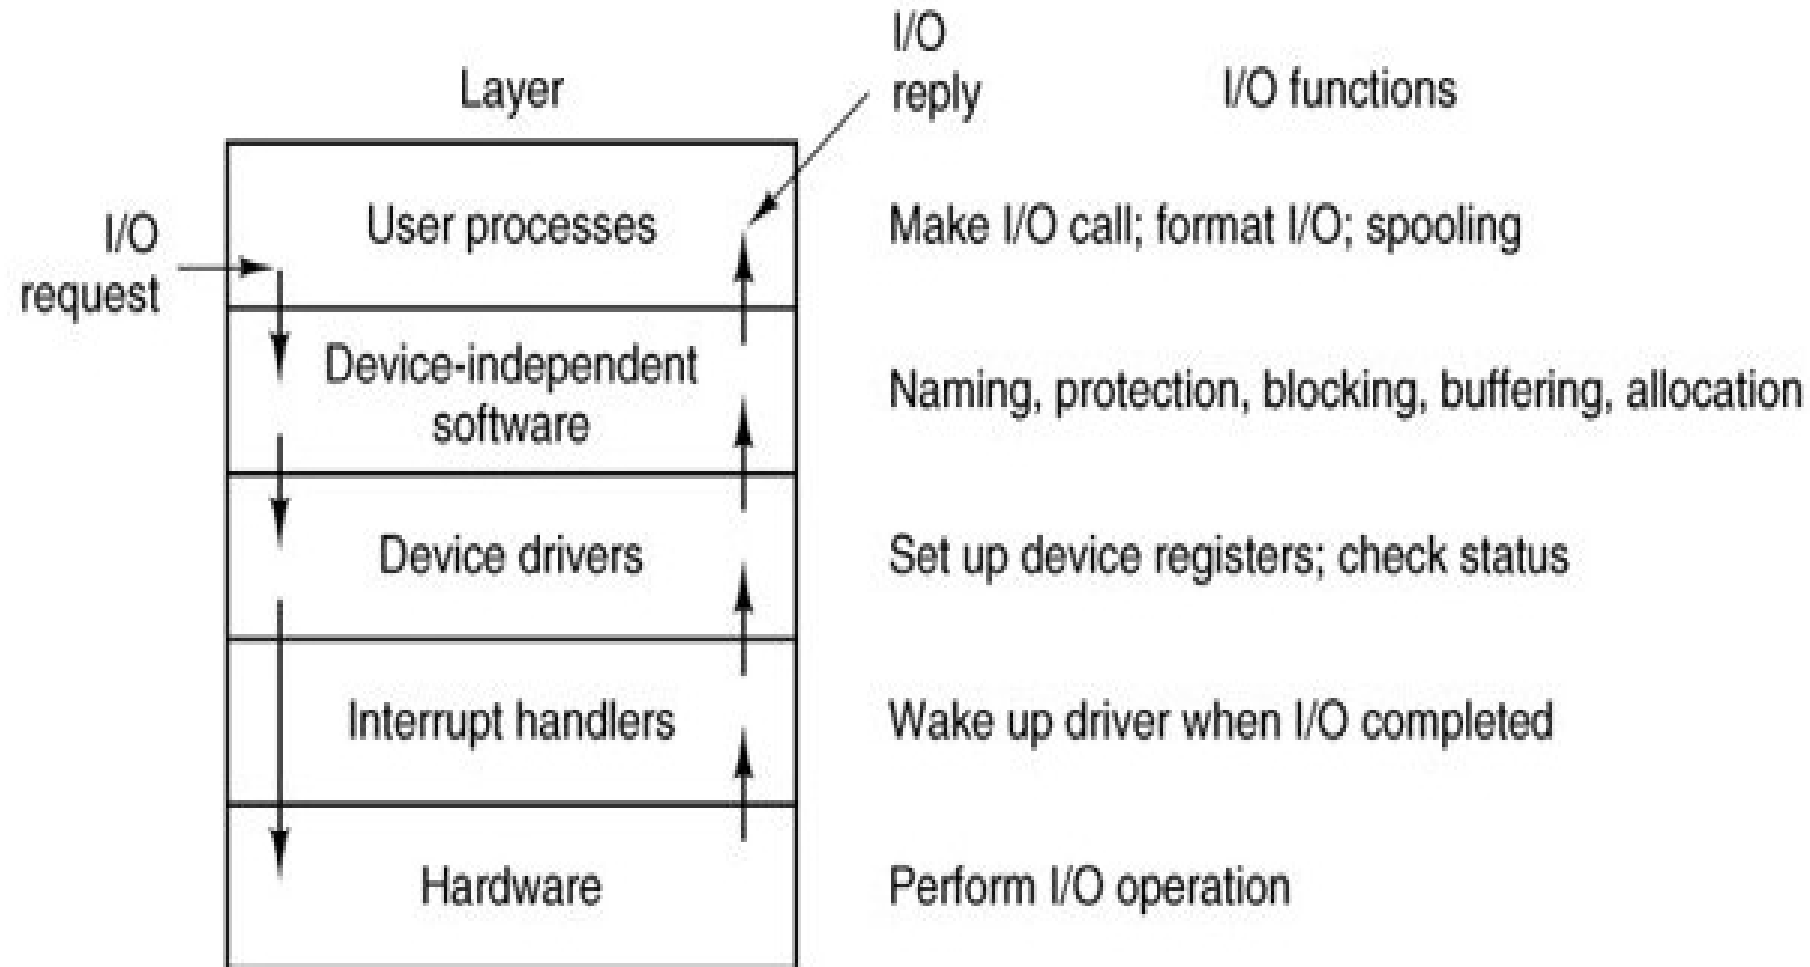 I/O
reply
Layer
I/O functions
User processes
Make I/O call; format I/O; spooling
I/O
request
Device-independent
software
Naming, protection, blocking, buffering, allocation
Device drivers
Set up device registers; check status
Interrupt handlers
Wake up driver when I/O completed
Hardware
Perform I/O operation